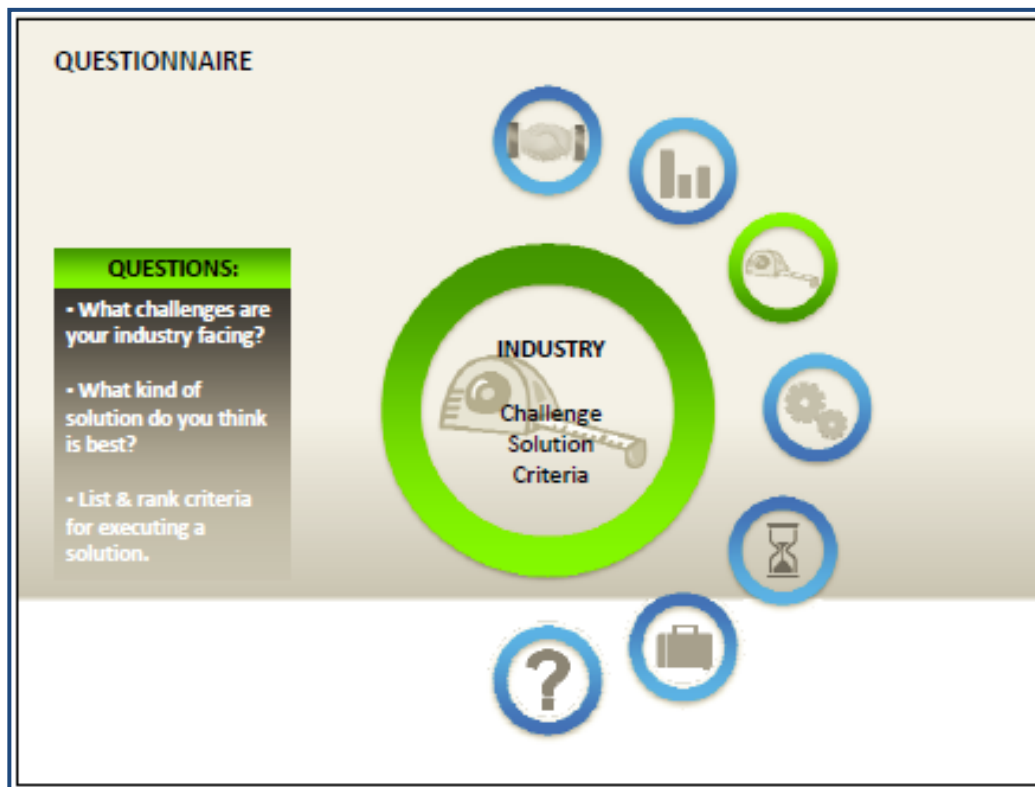 QUESTIONNAIRE
QUESTIONS:
▪ What challenges are
your industry facing?
▪ What kind of
solution do you think
is best?
▪ List & rank criteria
for executing a
solution.
INDUSTRY
Challenge
Solution
Criteria
?